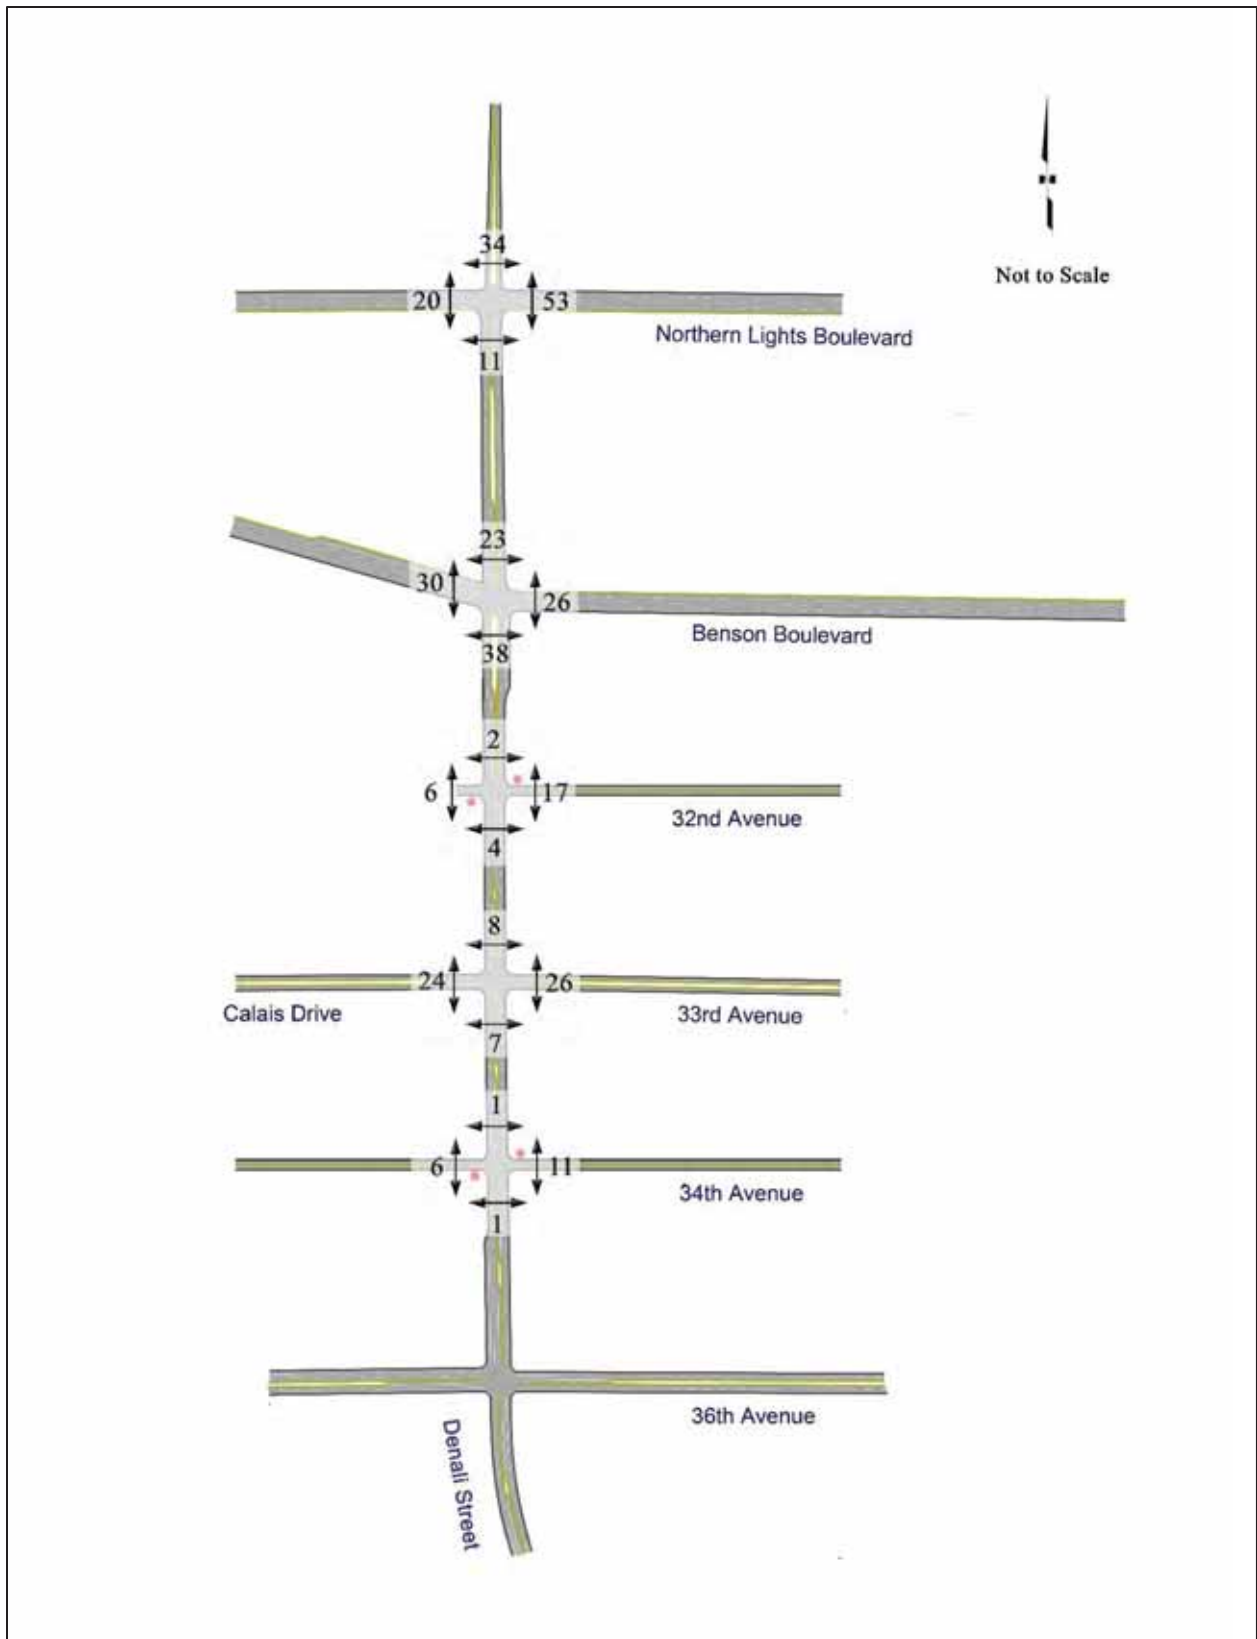 34
Not to Scale
20
53
Northern Lights Boulevard
11
23
30
26
Benson Boulevard
38
2
6
17
32nd Avenue
4
8
24
26
Calais Drive
33rd Avenue
7
1
6
11
34th Avenue
1
36th Avenue
Denali Street